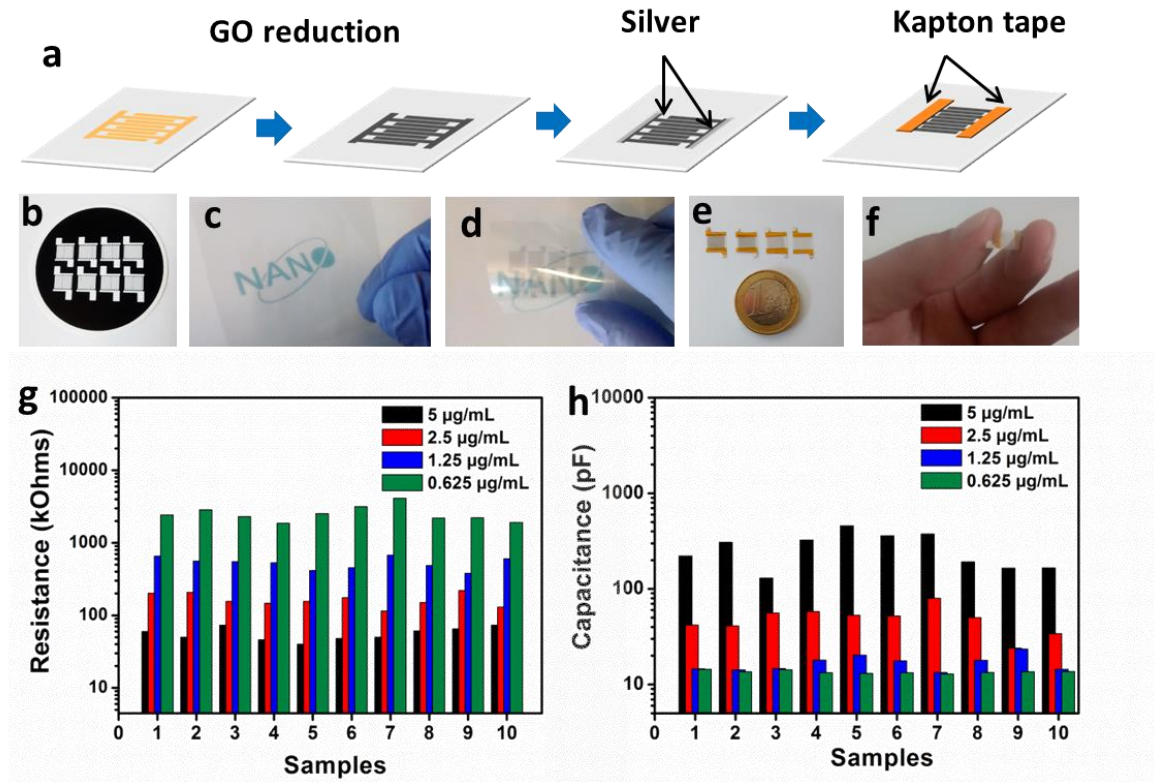 a
GO reduction
Silver
Kapton tape
b
c
NANO
d
NANO
e
1
f
g
Resistance (kOhms)
100000
10000
1000
100
10
5 µg/mL
2.5 µg/mL
1.25 µg/mL
0.625 µg/mL
0 1 2 3 4 5 6 7 8 9 10
Samples
h
Capacitance (pF)
10000
1000
100
10
5 µg/mL
2.5 µg/mL
1.25 µg/mL
0.625 µg/mL
0 1 2 3 4 5 6 7 8 9 10
Samples